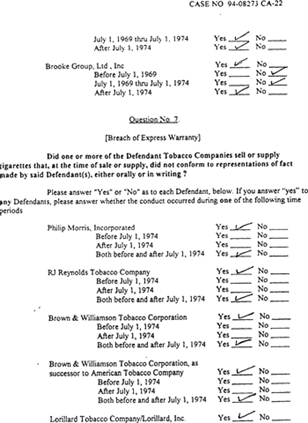 CASE NO 94-08273 CA-22
July 1, 1969 thru July 1, 1974 Yes ✓ No
After July 1, 1974 Yes ✓ No
Brooke Group, Ltd , Inc Yes ✓ No
Before July 1, 1969 Yes No ✓
July 1, 1969 thru July 1, 1974 Yes No ✓
After July 1, 1974 Yes ✓ No
Question No. 7.
[Breach of Express Warranty]
Did one or more of the Defendant Tobacco Companies sell or supply
cigarettes that, at the time of sale or supply, did not conform to representations of fact
made by said Defendant(s), either orally or in writing ?
Please answer "Yes" or "No" as to each Defendant, below. If you answer "yes" to
any Defendants, please answer whether the conduct occurred during one of the following time
periods
Philip Morris, Incorporated Yes ✓ No
Before July 1, 1974 Yes No
After July 1, 1974 Yes No
Both before and after July 1, 1974 Yes ✓ No
RJ Reynolds Tobacco Company Yes ✓ No
Before July 1, 1974 Yes No
After July 1, 1974 Yes No
Both before and after July 1, 1974 Yes ✓ No
Brown & Williamson Tobacco Corporation Yes ✓ No
Before July 1, 1974 Yes No
After July 1, 1974 Yes No
Both before and after July 1, 1974 Yes ✓ No
Brown & Williamson Tobacco Corporation, as
successor to American Tobacco Company Yes ✓ No
Before July 1, 1974 Yes No
After July 1, 1974 Yes No
Both before and after July 1, 1974 Yes ✓ No
Lorillard Tobacco Company/Lorillard, Inc. Yes ✓ No